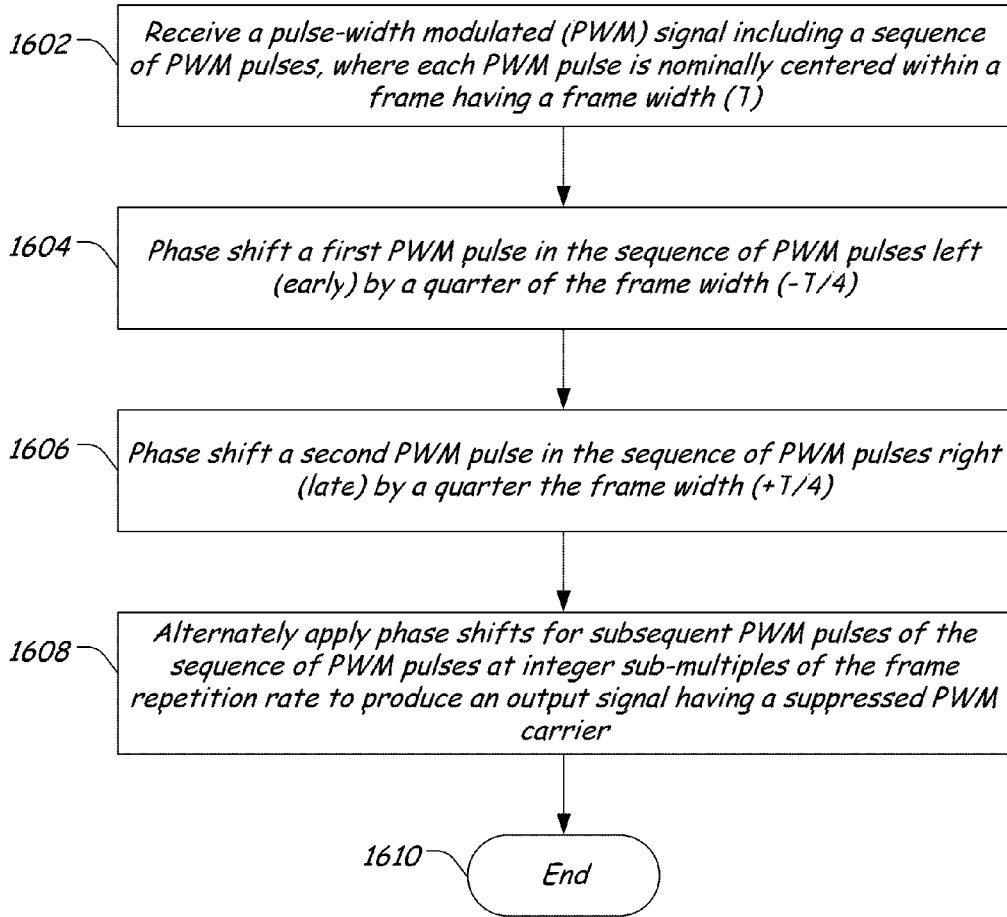 1602
Receive a pulse-width modulated (PWM) signal including a sequence
of PWM pulses, where each PWM pulse is nominally centered within a
frame having a frame width (T)
1604
Phase shift a first PWM pulse in the sequence of PWM pulses left
(early) by a quarter of the frame width (-T/4)
1606
Phase shift a second PWM pulse in the sequence of PWM pulses right
(late) by a quarter the frame width (+T/4)
1608
Alternately apply phase shifts for subsequent PWM pulses of the
sequence of PWM pulses at integer sub-multiples of the frame
repetition rate to produce an output signal having a suppressed PWM
carrier
1610
End